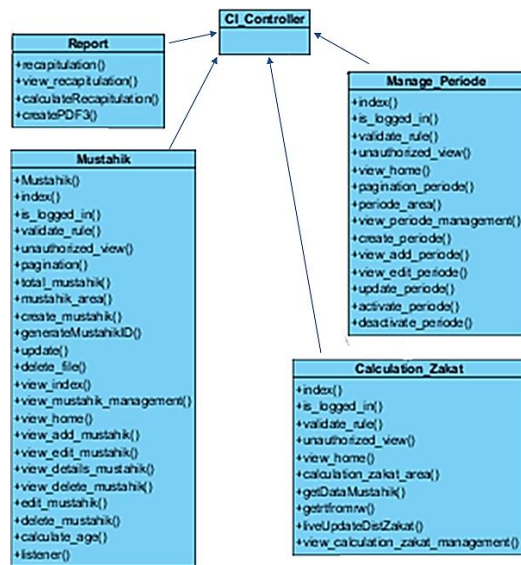 CI_Controller
Report
+recapitulation()
+view_recapitulation()
+calculateRecapitulation()
+createPDF3()
Manage_Periode
+index()
+is_logged_in()
+validate_rule()
+unauthorized_view()
+view_home()
+pagination_periode()
+periode_area()
+view_periode_management()
+create_periode()
+view_add_periode()
+view_edit_periode()
+update_periode()
+activate_periode()
+deactivate_periode()
Mustahik
+Mustahik()
+index()
+is_logged_in()
+validate_rule()
+unauthorized_view()
+pagination()
+total_mustahik()
+mustahik_area()
+create_mustahik()
+generateMustahikID()
+update()
+delete_file()
+view_index()
+view_mustahik_management()
+view_home()
+view_add_mustahik()
+view_edit_mustahik()
+view_details_mustahik()
+view_delete_mustahik()
+edit_mustahik()
+delete_mustahik()
+calculate_age()
+listener()
Calculation_Zakat
+index()
+is_logged_in()
+validate_rule()
+unauthorized_view()
+view_home()
+calculation_zakat_area()
+getDataMustahik()
+getrtfromrw()
+liveUpdateDistZakat()
+view_calculation_zakat_management()